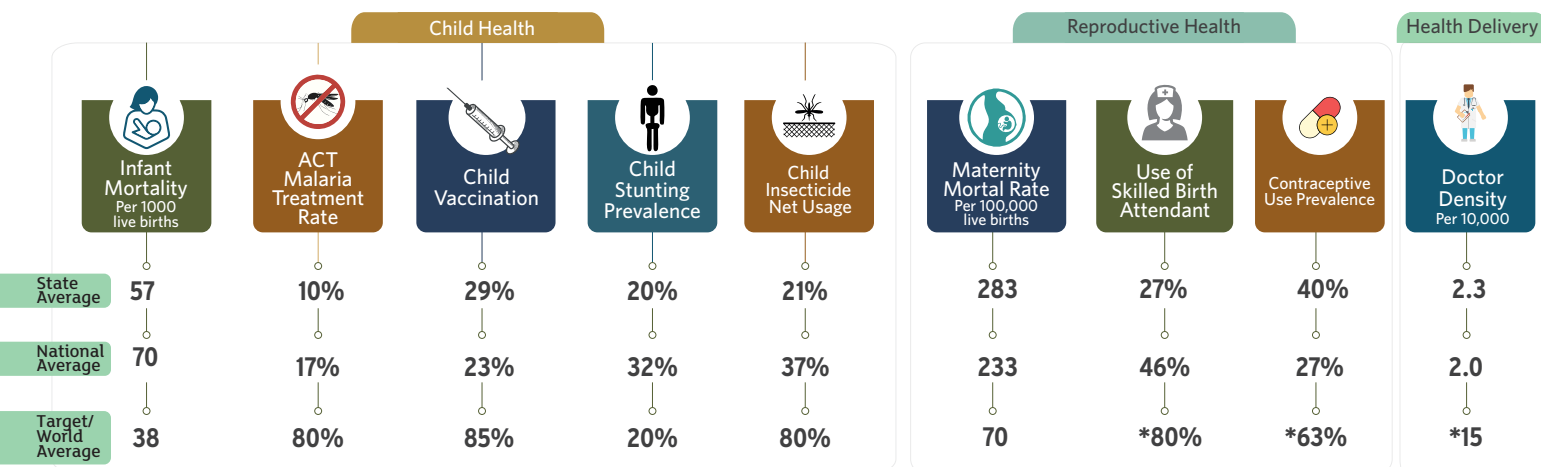 Child Health
Reproductive Health
Health Delivery
Infant
Mortality
Per 1000
live births
ACT
Malaria
Treatment
Rate
Child
Vaccination
Child
Stunting
Prevalence
Child
Insecticide
Net Usage
Maternity
Mortal Rate
Per 100,000
live births
Use of
Skilled Birth
Attendant
Contraceptive
Use Prevalence
Doctor
Density
Per 10,000
State
Average
57
10%
29%
20%
21%
283
27%
40%
2.3
National
Average
70
17%
23%
32%
37%
233
46%
27%
2.0
Target/
World
Average
38
80%
85%
20%
80%
70
*80%
*63%
*15